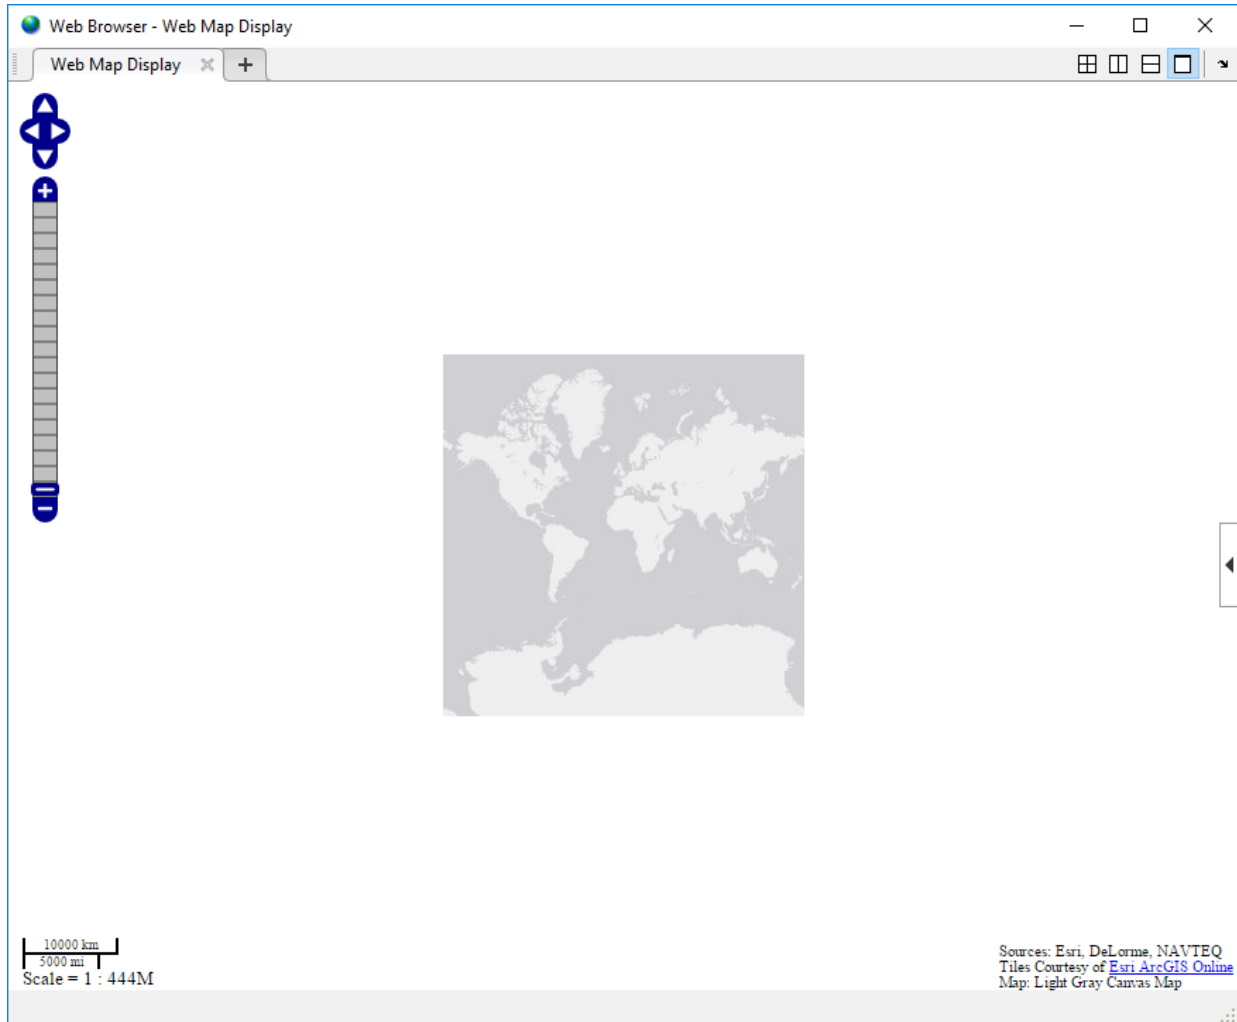 Web Browser - Web Map Display
Web Map Display
10000 km
5000 mi
Scale = 1 : 444M
Sources: Esri, DeLorme, NAVTEQ
Tiles Courtesy of Esri ArcGIS Online
Map: Light Gray Canvas Map